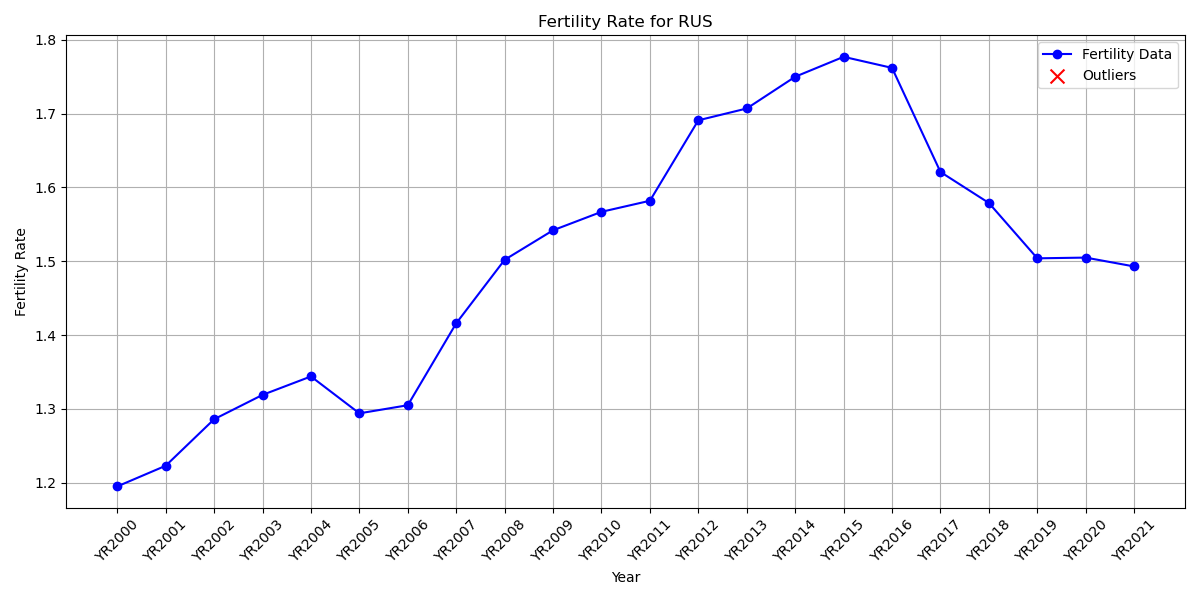 Fertility Rate for RUS
Fertility Data
Outliers
Fertility Rate
1.8
1.7
1.6
1.5
1.4
1.3
1.2
YR2000 YR2001 YR2002 YR2003 YR2004 YR2005 YR2006 YR2007 YR2008 YR2009 YR2010 YR2011 YR2012 YR2013 YR2014 YR2015 YR2016 YR2017 YR2018 YR2019 YR2020 YR2021
Year